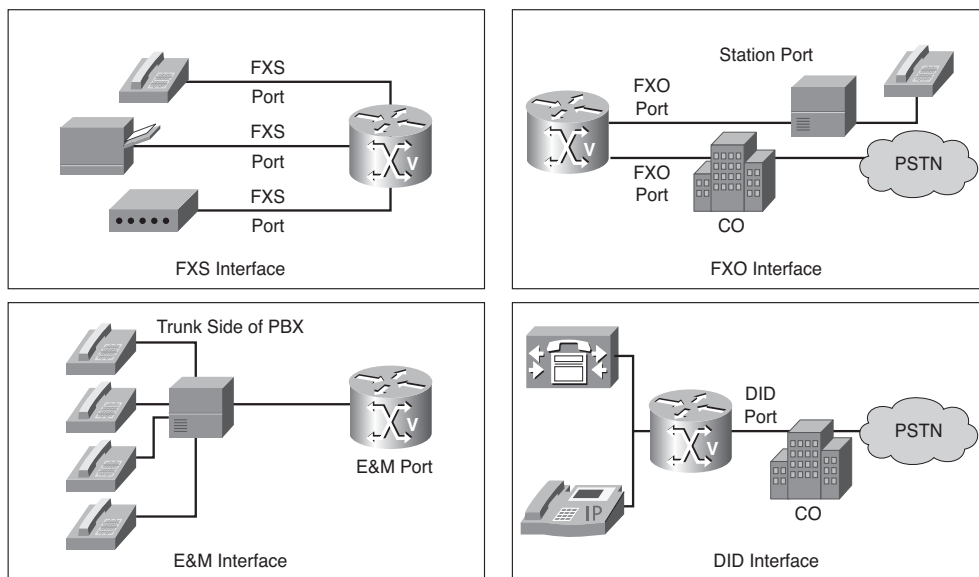 FXS
Port
FXS
Port
FXS
Port
V
FXS Interface
Station Port
FXO
Port
V
FXO
Port
PSTN
CO
FXO Interface
Trunk Side of PBX
V
E&M Port
E&M Interface
DID
Port
V
PSTN
IP
CO
DID Interface